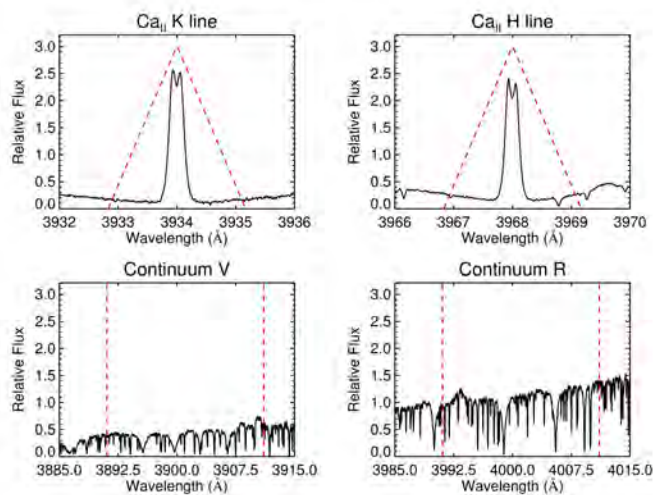 Ca II K line
Ca II H line
Relative Flux
3.0
2.5
2.0
1.5
1.0
0.5
0.0
3932 3933 3934 3935 3936
Wavelength (Å)
Relative Flux
3.0
2.5
2.0
1.5
1.0
0.5
0.0
3966 3967 3968 3969 3970
Wavelength (Å)
Continuum V
Continuum R
Relative Flux
3.0
2.5
2.0
1.5
1.0
0.5
0.0
3885.0 3892.5 3900.0 3907.5 3915.0
Wavelength (Å)
Relative Flux
3.0
2.5
2.0
1.5
1.0
0.5
0.0
3985.0 3992.5 4000.0 4007.5 4015.0
Wavelength (Å)